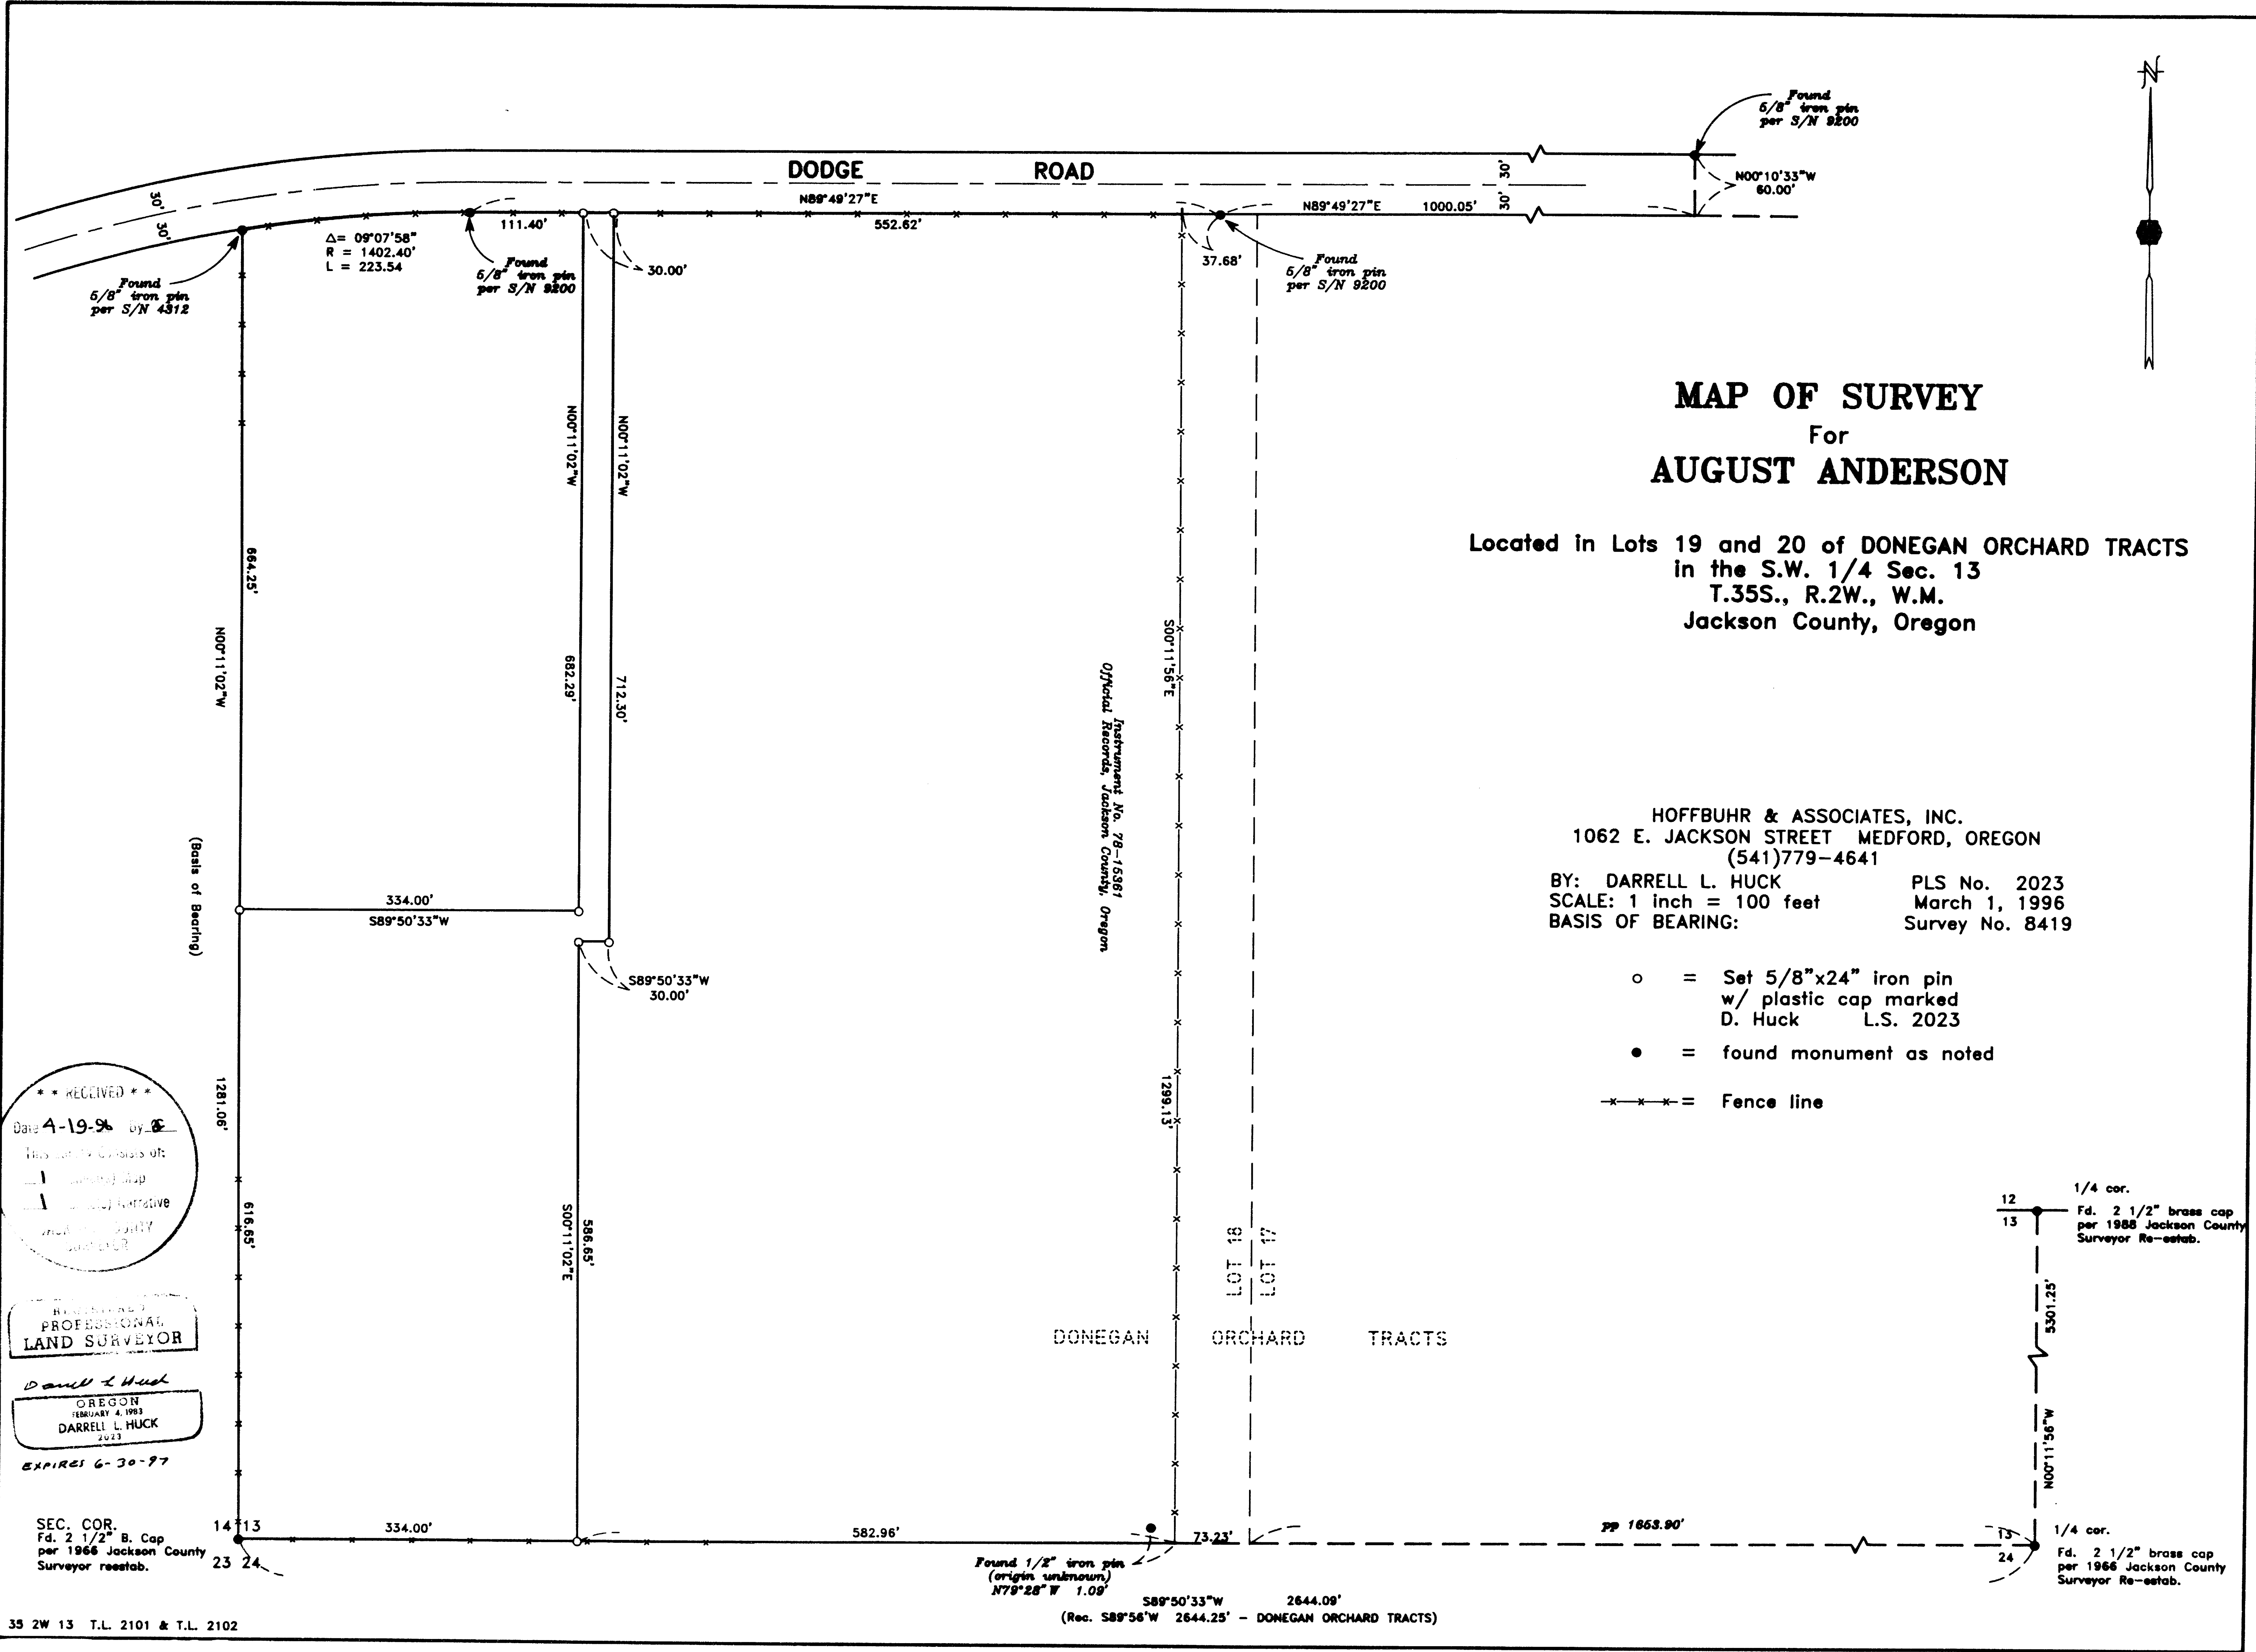 Found
5/8" iron pin
per S/N 9200
N
DODGE ROAD
N00°10'33"W
60.00'
30'
30'
30'
30'
N89°49'27"E
N89°49'27"E 1000.05'
111.40'
552.62'
Δ= 09°07'58"
R = 1402.40'
L = 223.54
Found
5/8" iron pin
per S/N 4312
Found
5/8" iron pin
per S/N 9200
30.00'
37.68'
Found
5/8" iron pin
per S/N 9200
MAP OF SURVEY
For
AUGUST ANDERSON
Located in Lots 19 and 20 of DONEGAN ORCHARD TRACTS
in the S.W. 1/4 Sec. 13
T.35S., R.2W., W.M.
Jackson County, Oregon
N00°11'02"W
N00°11'02"W
664.25'
N00°11'02"W
682.29'
712.30'
S00°11'56"E
Instrument No. 78-15361
Official Records, Jackson County, Oregon
(Basis of Bearing)
334.00'
S89°50'33"W
S89°50'33"W
30.00'
HOFFBUHR & ASSOCIATES, INC.
1062 E. JACKSON STREET MEDFORD, OREGON
(541)779-4641
BY: DARRELL L. HUCK PLS No. 2023
SCALE: 1 inch = 100 feet March 1, 1996
BASIS OF BEARING: Survey No. 8419
o = Set 5/8"x24" iron pin
w/ plastic cap marked
D. Huck L.S. 2023
● = found monument as noted
-x-x-x- = Fence line
1281.06'
616.65'
1299.13'
586.65'
S00°11'02"E
* * RECEIVED * *
Date 4-19-96 by
1 Map
1 Narrative
COUNTY
SURVEYOR
REGISTERED
PROFESSIONAL
LAND SURVEYOR
Darrell L Huck
OREGON
FEBRUARY 4, 1983
DARRELL L. HUCK
2023
EXPIRES 6-30-97
LOT 18
LOT 17
DONEGAN ORCHARD TRACTS
12
13
1/4 cor.
Fd. 2 1/2" brass cap
per 1988 Jackson County
Surveyor Re-estab.
5301.25'
N00°11'56"W
SEC. COR.
Fd. 2 1/2" B. Cap
per 1966 Jackson County
Surveyor reestab.
14 13
23 24
334.00'
582.96'
73.23'
pp 1653.90'
13
24
1/4 cor.
Fd. 2 1/2" brass cap
per 1966 Jackson County
Surveyor Re-estab.
Found 1/2" iron pin
(origin unknown)
N79°28" W 1.09'
S89°50'33"W 2644.09'
(Rec. S89°56'W 2644.25' - DONEGAN ORCHARD TRACTS)
35 2W 13 T.L. 2101 & T.L. 2102